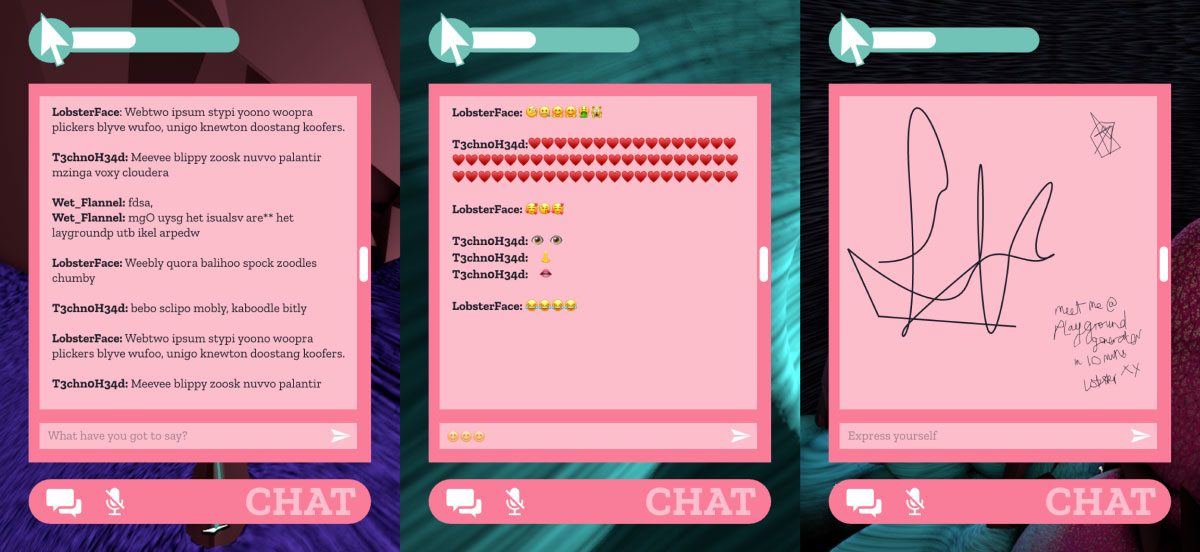 LobsterFace: Webtwo ipsum stypi yoono woopra
plickers blyve wufoo, unigo knewton doostang koofers.
T3chn0H34d: Meevee blippy zoosk nuvvo palantir
mzinga voxy cloudera
Wet_Flannel: fdsa,
Wet_Flannel: mgO uysg het isualsv are** het
laygroundp utb ikel arpedw
LobsterFace: Weebly quora balihoo spock zoodles
chumby
T3chn0H34d: bebo sclipo mobly, kaboodle bitly
LobsterFace: Webtwo ipsum stypi yoono woopra
plickers blyve wufoo, unigo knewton doostang koofers.
T3chn0H34d: Meevee blippy zoosk nuvvo palantir
What have you got to say?
CHAT
LobsterFace:
T3chn0H34d:
LobsterFace:
T3chn0H34d:
T3chn0H34d:
T3chn0H34d:
LobsterFace:
CHAT
meet me @
Playground
generator
in 10 mins
Lobster xx
Express yourself
CHAT